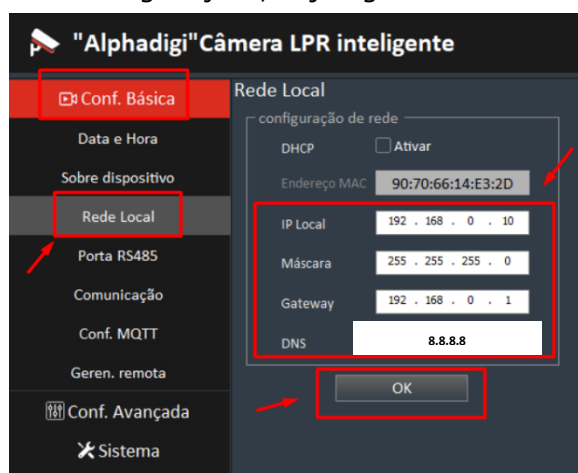 "Alphadigi"Câmera LPR inteligente
Conf. Básica
Data e Hora
Sobre dispositivo
Rede Local
Porta RS485
Comunicação
Conf. MQTT
Geren. remota
Conf. Avançada
Sistema
Rede Local
configuração de rede
DHCP Ativar
Endereço MAC 90:70:66:14:E3:2D
IP Local 192 . 168 . 0 . 10
Máscara 255 . 255 . 255 . 0
Gateway 192 . 168 . 0 . 1
DNS 8.8.8.8
OK